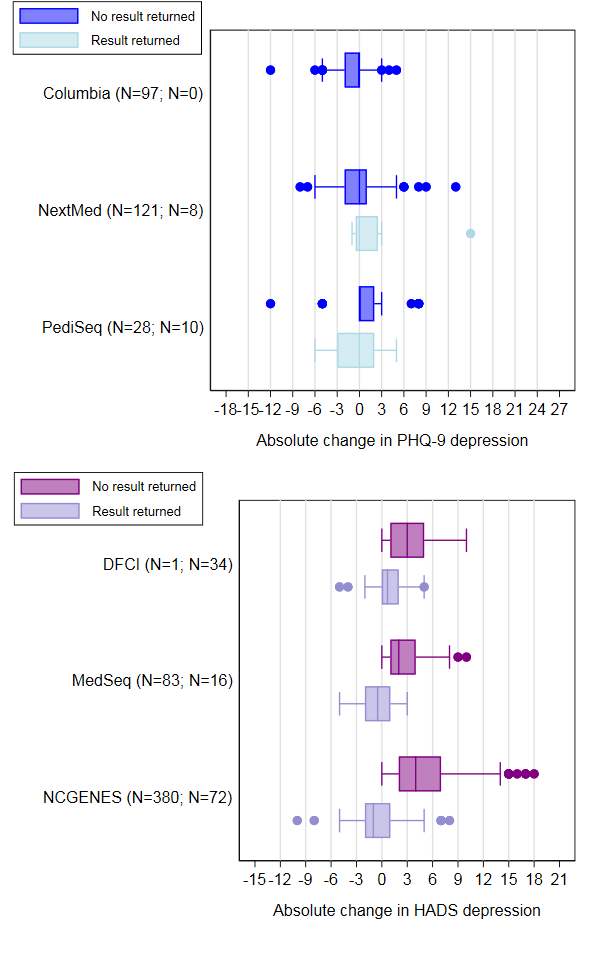 No result returned
Result returned
Columbia (N=97; N=0)
NextMed (N=121; N=8)
PediSeq (N=28; N=10)
-18 -15 -12 -9 -6 -3 0 3 6 9 12 15 18 21 24 27
Absolute change in PHQ-9 depression
No result returned
Result returned
DFCI (N=1; N=34)
MedSeq (N=83; N=16)
NCGENES (N=380; N=72)
-15 -12 -9 -6 -3 0 3 6 9 12 15 18 21
Absolute change in HADS depression